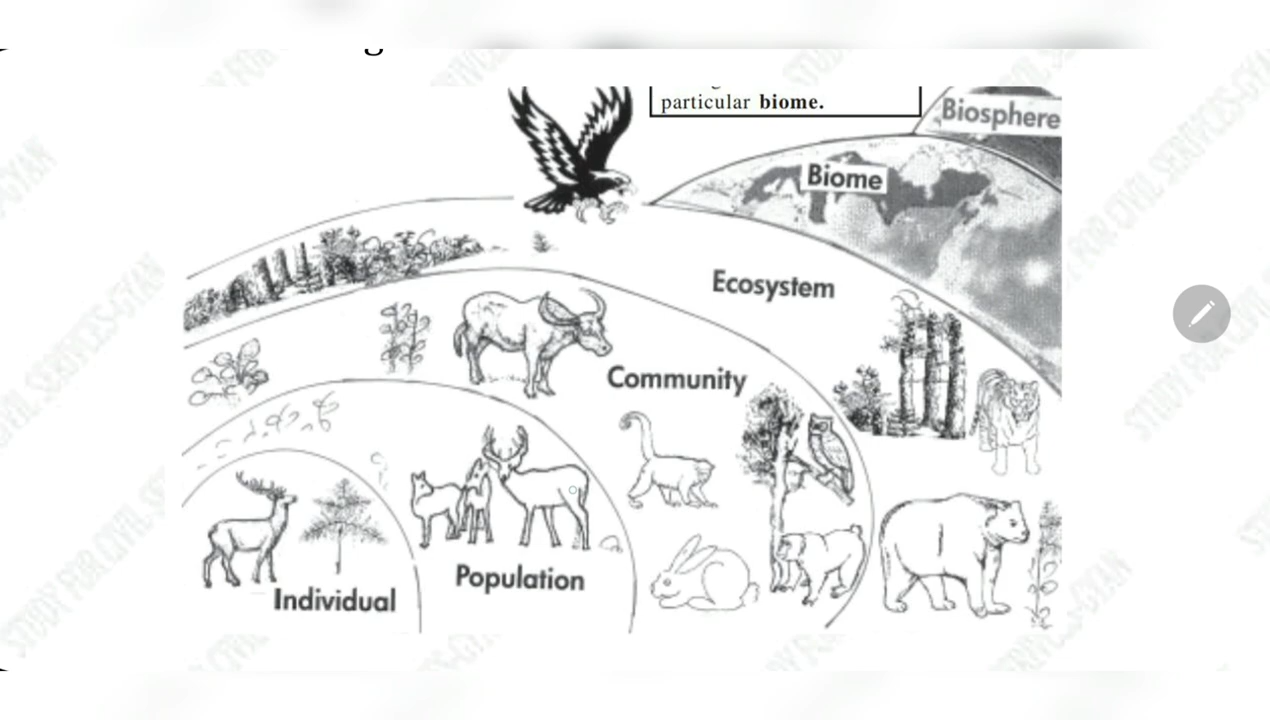 particular biome.
Biosphere
Biome
Ecosystem
Community
Population
Individual